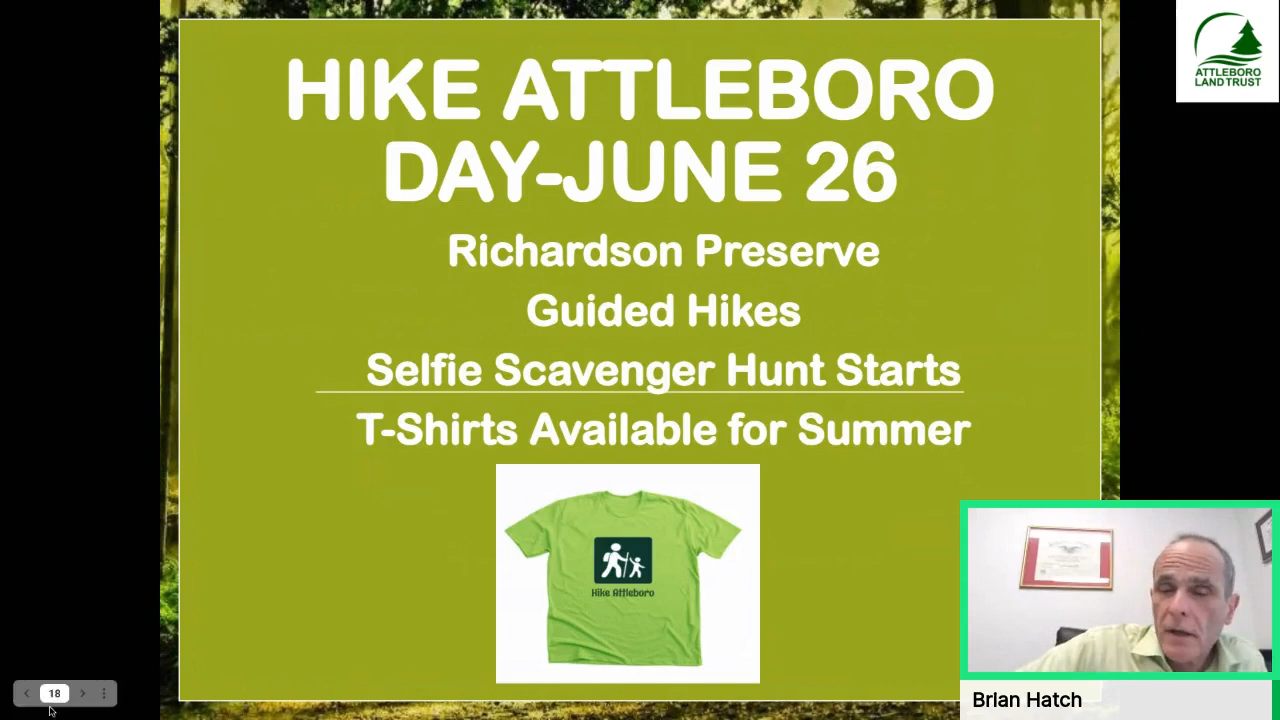 HIKE ATTLEBORO
DAY-JUNE 26
Richardson Preserve
Guided Hikes
Selfie Scavenger Hunt Starts
T-Shirts Available for Summer
Hike Attleboro
ATTLEBORO
LAND TRUST
18
Brian Hatch